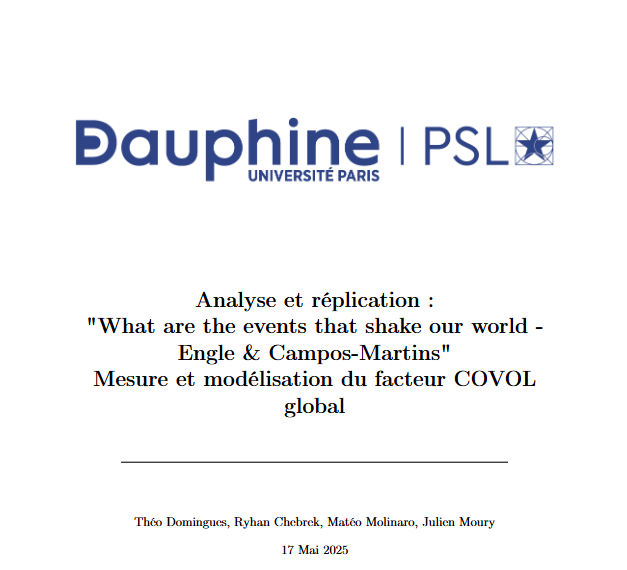 Dauphine | PSL
UNIVERSITÉ PARIS
Analyse et réplication :
"What are the events that shake our world -
Engle & Campos-Martins"
Mesure et modélisation du facteur COVOL
global
Théo Domingues, Ryhan Chebrek, Matéo Molinaro, Julien Moury
17 Mai 2025